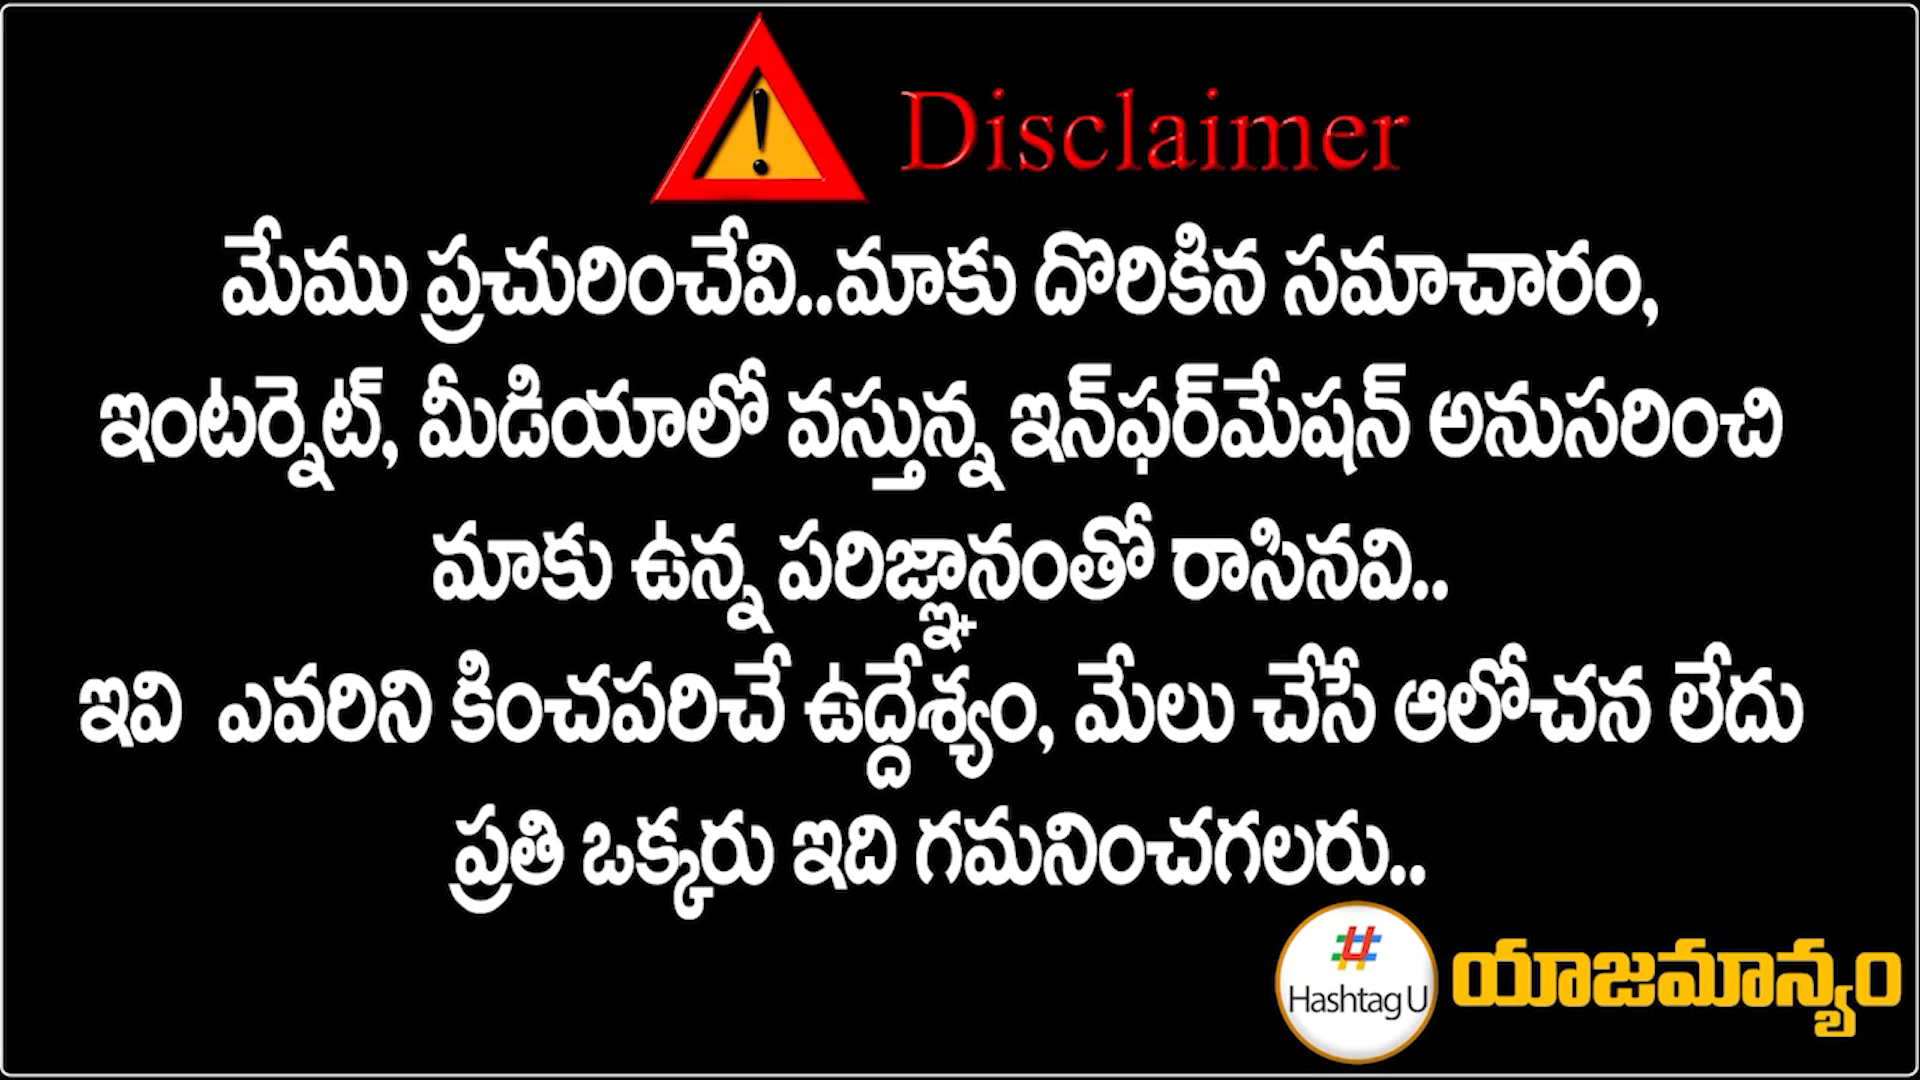 Disclaimer
మేము ప్రచురించేవి..మాకు దొరికిన సమాచారం,
ఇంటర్నెట్, మీడియాలో వస్తున్న ఇన్‌ఫర్‌మేషన్ అనుసరించి
మాకు ఉన్న పరిజ్ఞానంతో రాసినవి..
ఇవి ఎవరిని కించపరిచే ఉద్దేశ్యం, మేలు చేసే ఆలోచన లేదు
ప్రతి ఒక్కరు ఇది గమనించగలరు..
Hashtag U
యాజమాన్యం